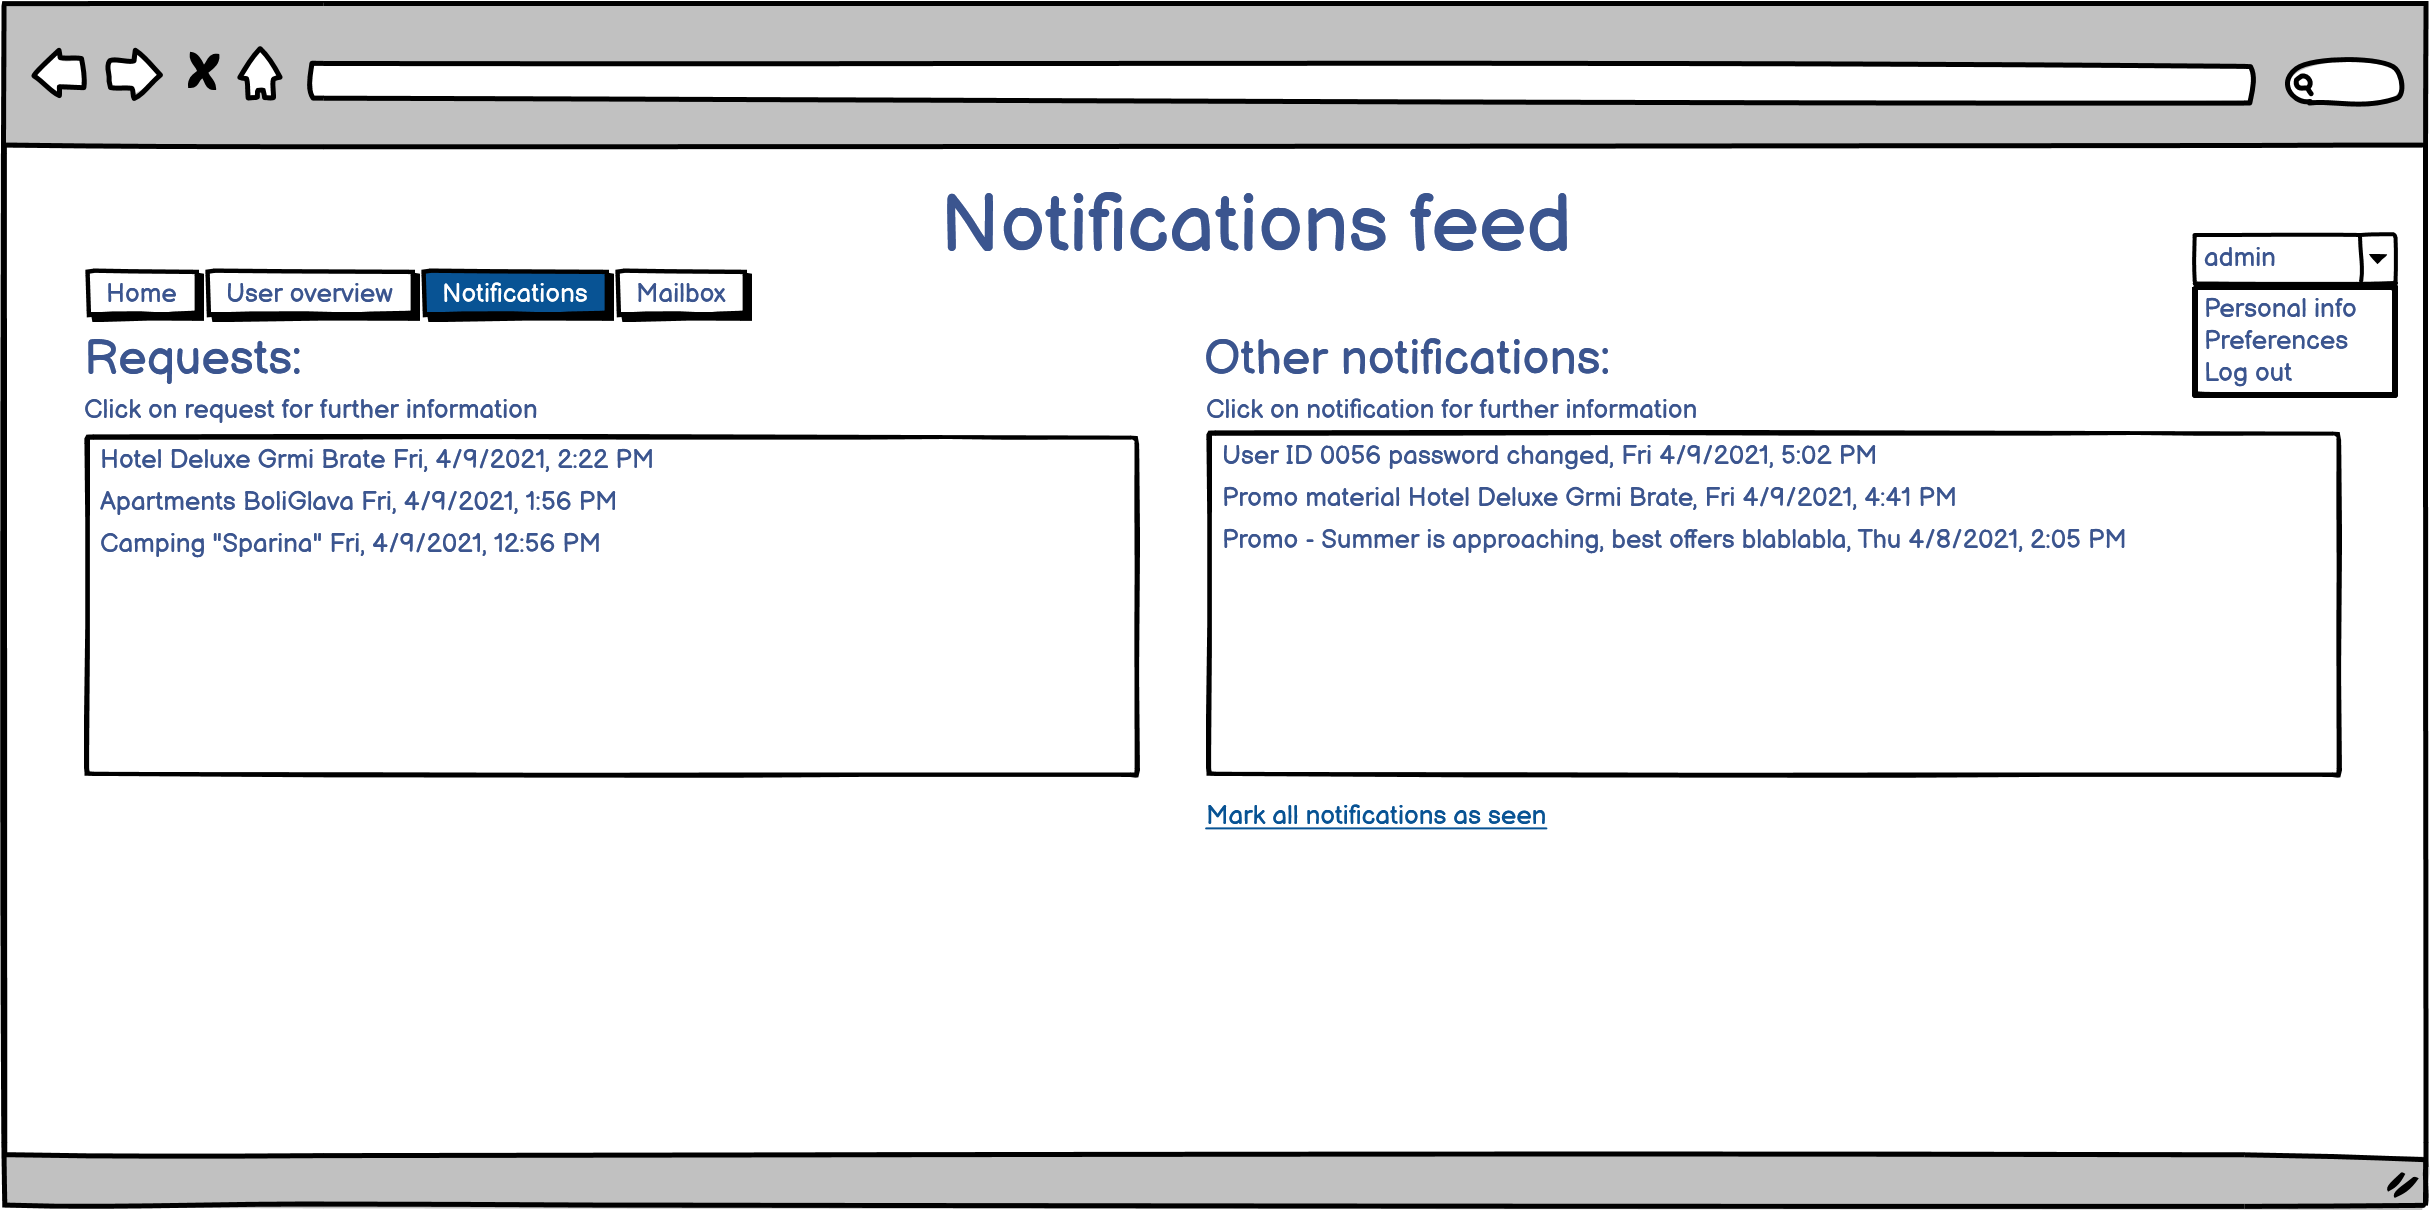 Notifications feed
admin
Personal info
Preferences
Log out
Home
User overview
Notifications
Mailbox
Requests:
Click on request for further information
Hotel Deluxe Grmi Brate Fri, 4/9/2021, 2:22 PM
Apartments BoliGlava Fri, 4/9/2021, 1:56 PM
Camping "Sparina" Fri, 4/9/2021, 12:56 PM
Other notifications:
Click on notification for further information
User ID 0056 password changed, Fri 4/9/2021, 5:02 PM
Promo material Hotel Deluxe Grmi Brate, Fri 4/9/2021, 4:41 PM
Promo - Summer is approaching, best offers blablabla, Thu 4/8/2021, 2:05 PM
Mark all notifications as seen